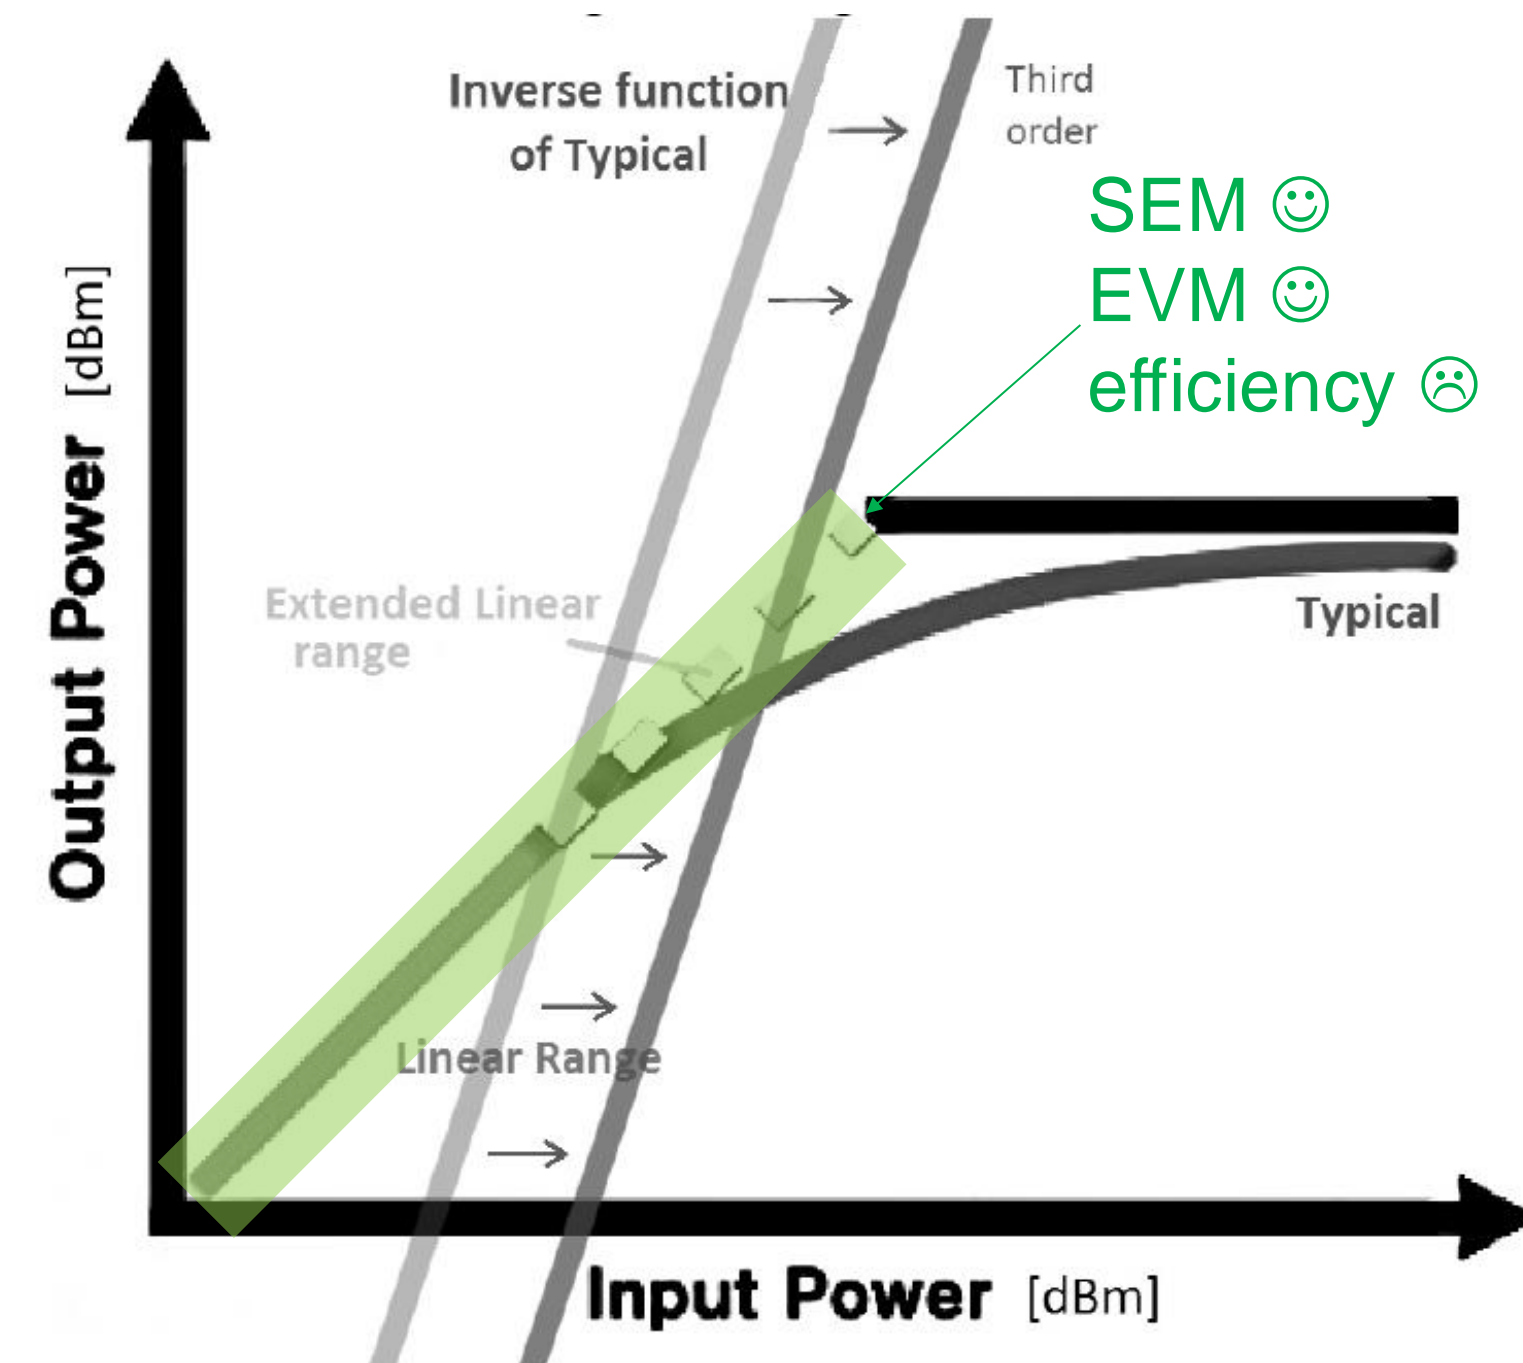 Inverse function
of Typical
Third
order
SEM ☺
EVM ☺
efficiency ☹
Output Power [dBm]
Extended Linear
range
Typical
Linear Range
Input Power [dBm]